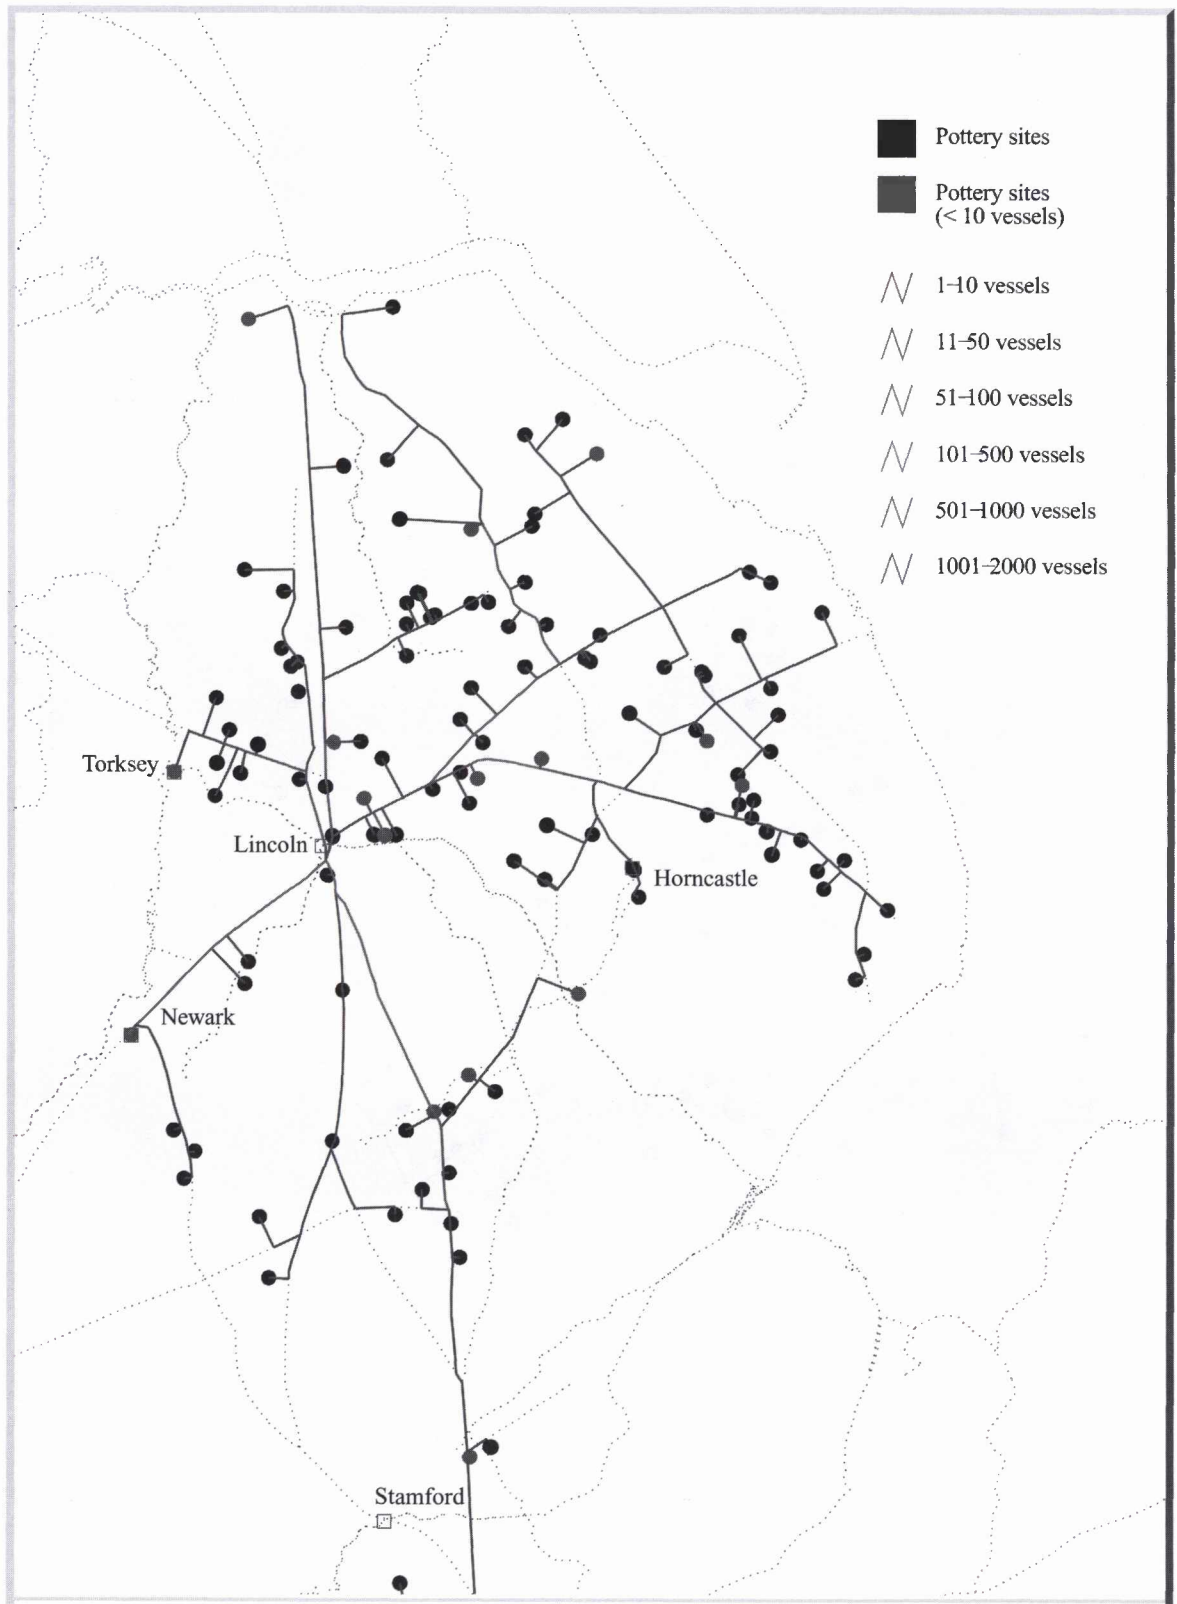 Pottery sites
Pottery sites
(< 10 vessels)
1–10 vessels
11–50 vessels
51–100 vessels
101–500 vessels
501–1000 vessels
1001–2000 vessels
Torksey
Lincoln
Horncastle
Newark
Stamford